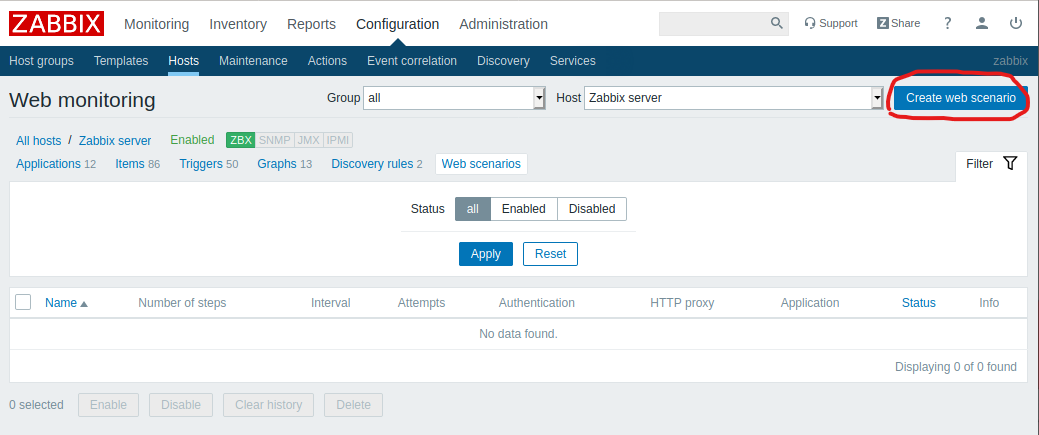 ZABBIX Monitoring Inventory Reports Configuration Administration Support Z Share ?
Host groups Templates Hosts Maintenance Actions Event correlation Discovery Services zabbix
Web monitoring Group all Host Zabbix server Create web scenario
All hosts / Zabbix server Enabled ZBX SNMP JMX IPMI
Applications 12 Items 86 Triggers 50 Graphs 13 Discovery rules 2 Web scenarios Filter
Status all Enabled Disabled
Apply Reset
Name Number of steps Interval Attempts Authentication HTTP proxy Application Status Info
No data found.
Displaying 0 of 0 found
0 selected Enable Disable Clear history Delete